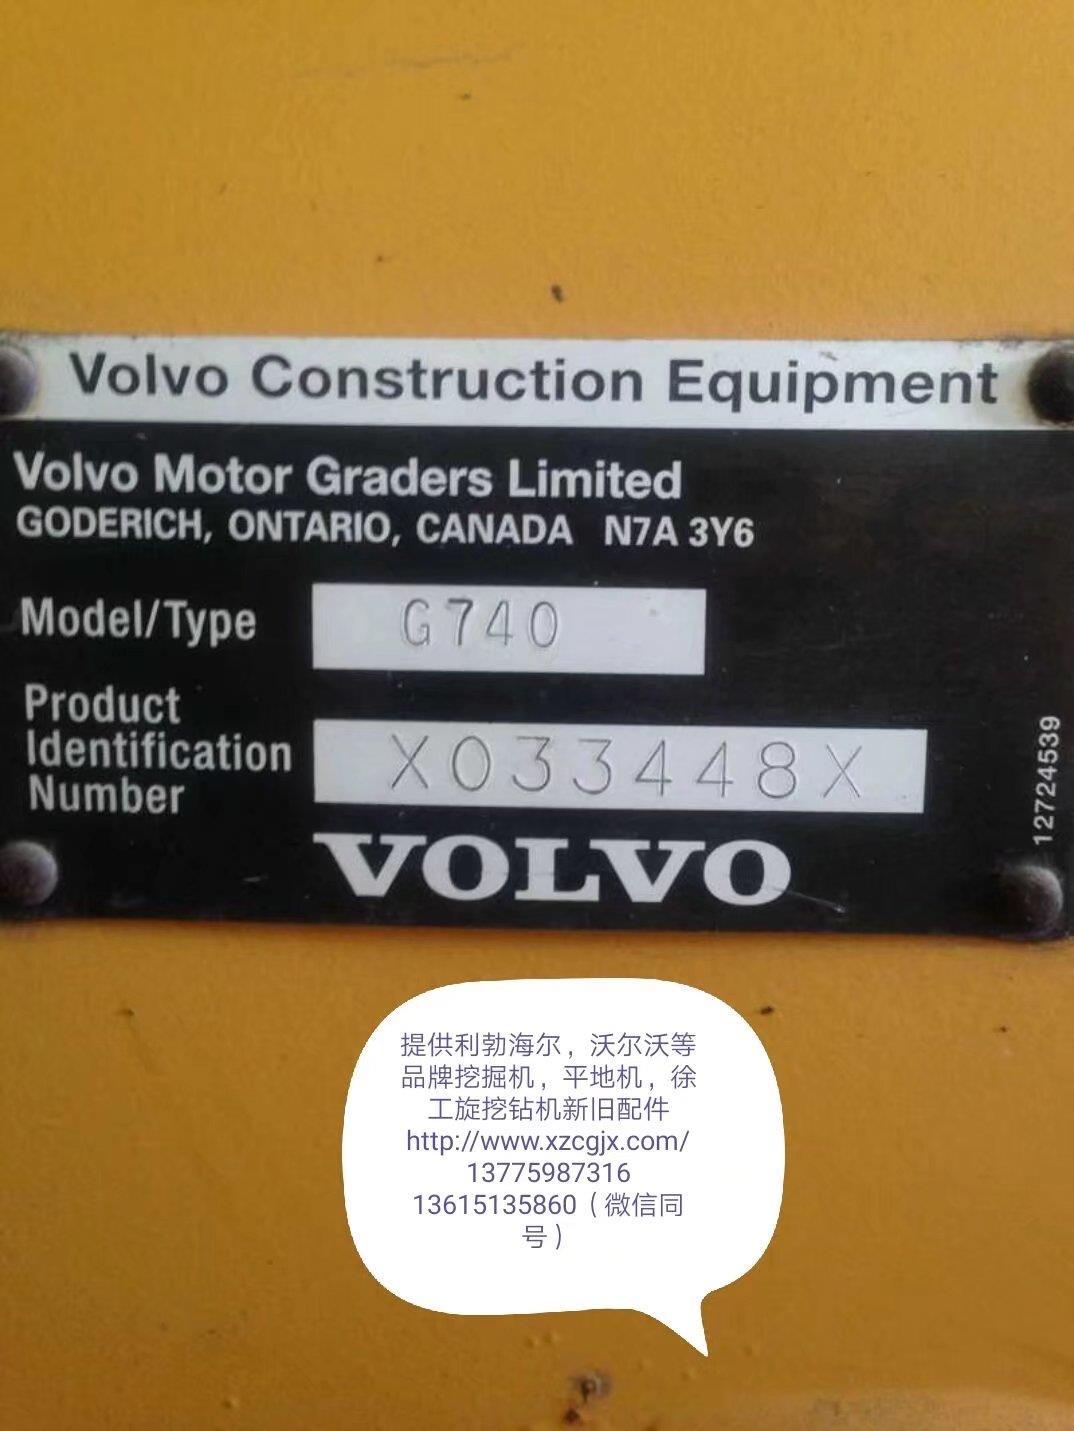 Volvo Construction Equipment
Volvo Motor Graders Limited
GODERICH, ONTARIO, CANADA N7A 3Y6
Model/Type G740
Product
Identification
Number
X033448X
12724539
VOLVO
提供利勃海尔，沃尔沃等
品牌挖掘机，平地机，徐
工旋挖钻机新旧配件
http://www.xzcgjx.com/
13775987316
13615135860（微信同
号）